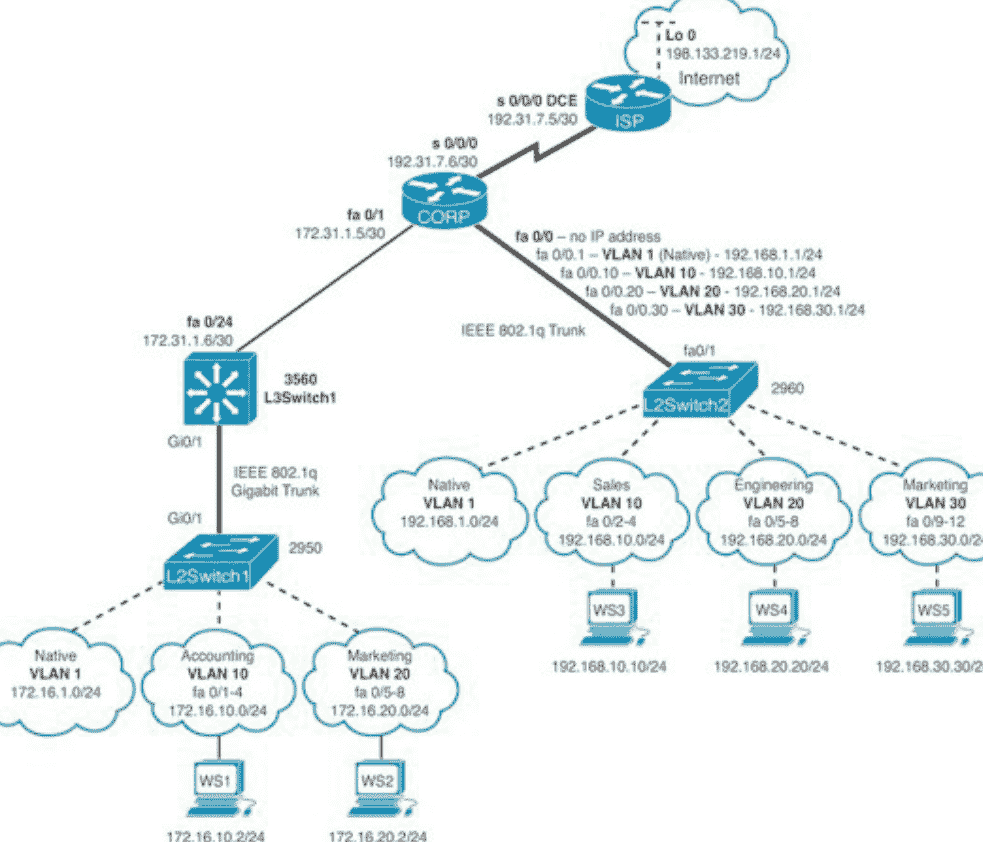 Lo 0
198.133.219.1/24
Internet
s 0/0/0 DCE
192.31.7.5/30
ISP
s 0/0/0
192.31.7.6/30
CORP
fa 0/1
172.31.1.5/30
fa 0/0 – no IP address
fa 0/0.1 – VLAN 1 (Native) - 192.168.1.1/24
fa 0/0.10 – VLAN 10 - 192.168.10.1/24
fa 0/0.20 – VLAN 20 - 192.168.20.1/24
fa 0/0.30 – VLAN 30 - 192.168.30.1/24
IEEE 802.1q Trunk
fa 0/24
172.31.1.6/30
3560
L3Switch1
fa0/1
2960
L2Switch2
Gi0/1
IEEE 802.1q
Gigabit Trunk
Gi0/1
2950
L2Switch1
Native
VLAN 1
192.168.1.0/24
Sales
VLAN 10
fa 0/2-4
192.168.10.0/24
Engineering
VLAN 20
fa 0/5-8
192.168.20.0/24
Marketing
VLAN 30
fa 0/9-12
192.168.30.0/24
WS3
WS4
WS5
192.168.10.10/24
192.168.20.20/24
192.168.30.30/2
Native
VLAN 1
172.16.1.0/24
Accounting
VLAN 10
fa 0/1-4
172.16.10.0/24
Marketing
VLAN 20
fa 0/5-8
172.16.20.0/24
WS1
WS2
172.16.10.2/24
172.16.20.2/24